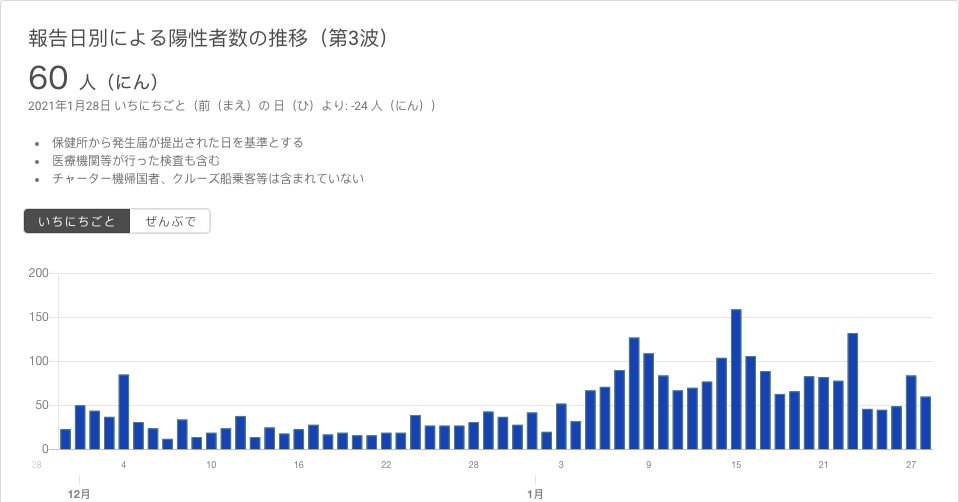 報告日別による陽性者数の推移（第3波）
60 人（にん）
2021年1月28日 いちにちごと（前（まえ）の 日（ひ）より: -24 人（にん））
保健所から発生届が提出された日を基準とする
医療機関等が行った検査も含む
チャーター機帰国者、クルーズ船乗客等は含まれていない
いちにちごと ぜんぶで
200
150
100
50
0
28 4 10 16 22 28 3 9 15 21 27
12月 1月